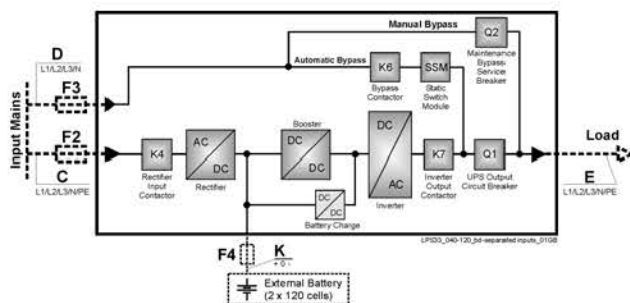 Manual Bypass
Q2
Maintenance
Bypass/
Service
Breaker
D
L1/L2/L3/N
Automatic Bypass
K6
SSM
Bypass
Contactor
Static
Switch
Module
F3
Input Mains
F2
C
L1/L2/L3/N/PE
K4
Rectifier
Input
Contactor
AC
DC
Rectifier
Booster
DC
DC
DC
DC
Battery Charge
DC
AC
Inverter
K7
Inverter
Output
Contactor
Q1
UPS Output
Circuit Breaker
Load
E
L1/L2/L3/N/PE
LPS33_040-120_bd-separated inputs_01GB
F4
K
+ 0 -
External Battery
(2 x 120 cells)